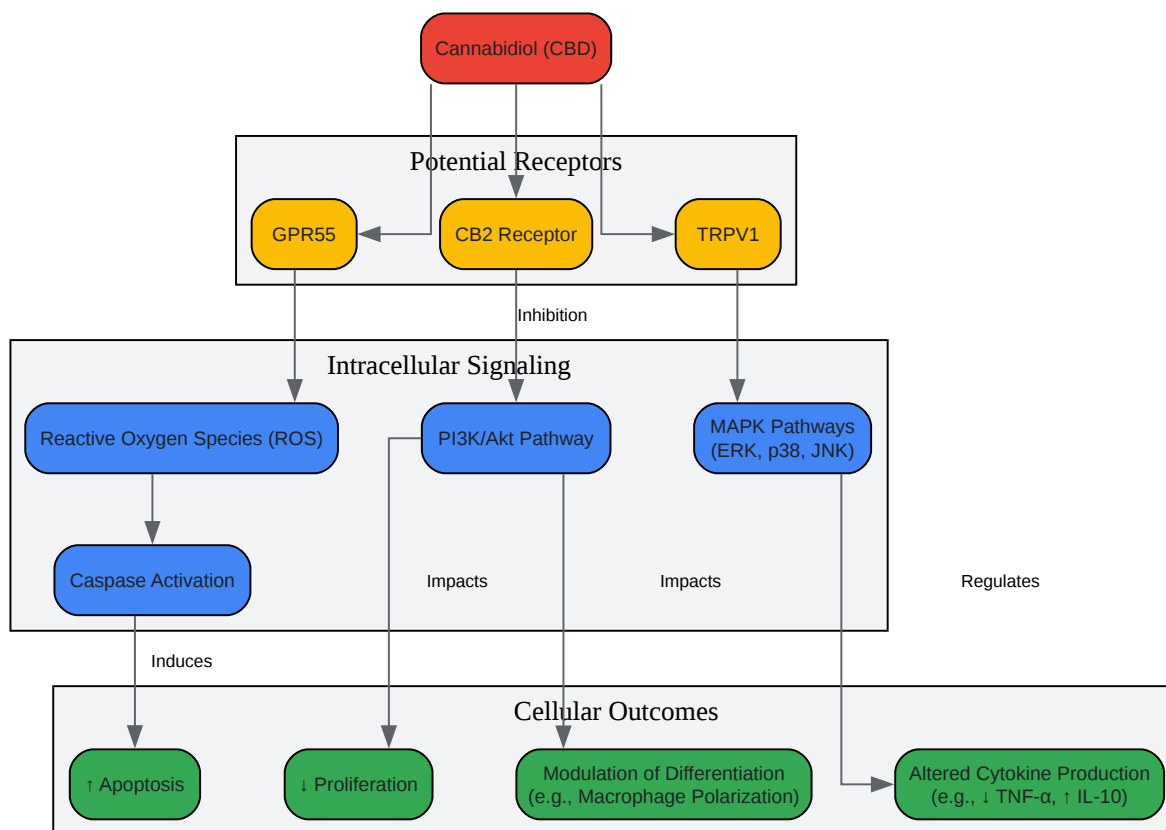 Cannabidiol (CBD)
Potential Receptors
GPR55
CB2 Receptor
TRPV1
Inhibition
Intracellular Signaling
Reactive Oxygen Species (ROS)
PI3K/Akt Pathway
MAPK Pathways
(ERK, p38, JNK)
Caspase Activation
Impacts
Impacts
Regulates
Induces
Cellular Outcomes
↑ Apoptosis
↓ Proliferation
Modulation of Differentiation
(e.g., Macrophage Polarization)
Altered Cytokine Production
(e.g., ↓ TNF-α, ↑ IL-10)